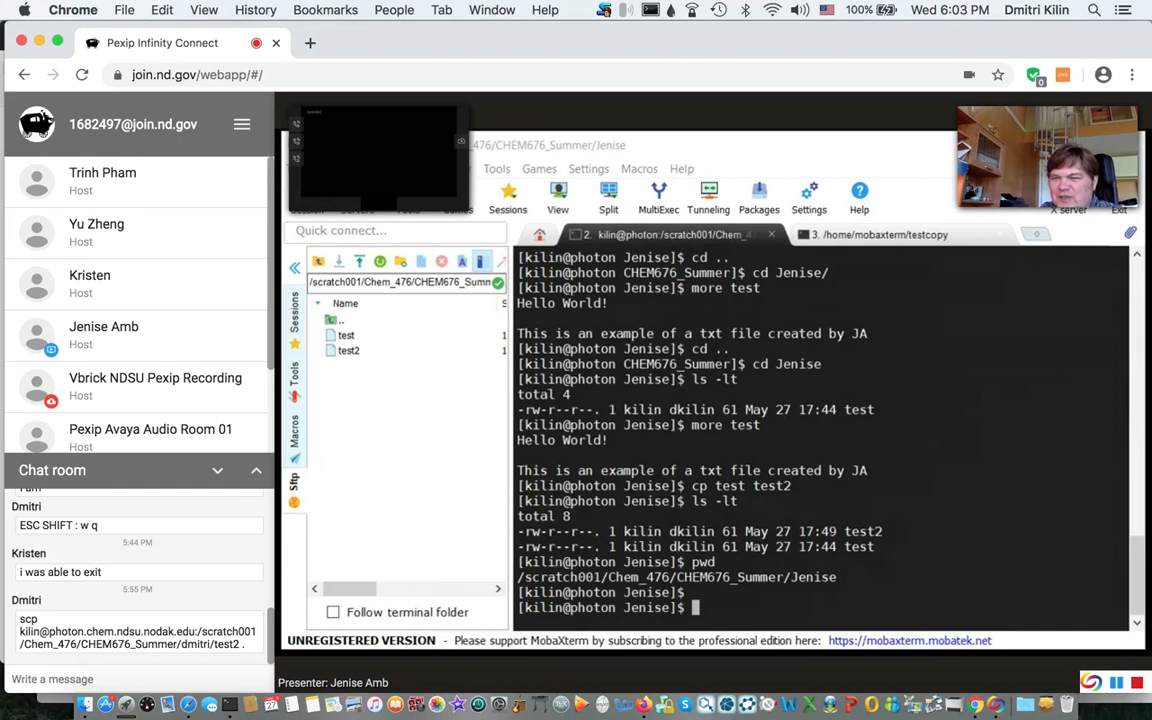 Chrome File Edit View History Bookmarks People Tab Window Help 100% Wed 6:03 PM Dmitri Kilin
Pexip Infinity Connect
join.nd.gov/webapp/#/
0
1682497@join.nd.gov
Trinh Pham
Host
Yu Zheng
Host
Kristen
Host
Jenise Amb
Host
Vbrick NDSU Pexip Recording
Host
Pexip Avaya Audio Room 01
Host
Chat room
Dmitri
ESC SHIFT : w q
5:44 PM
Kristen
i was able to exit
5:55 PM
Dmitri
scp
kilin@photon.chem.ndsu.nodak.edu:/scratch001
/Chem_476/CHEM676_Summer/dmitri/test2 .
Write a message
_476/CHEM676_Summer/Jenise
Tools Games Settings Macros Help
Sessions View Split MultiExec Tunneling Packages Settings Help
X server Exit
Quick connect...
2. kilin@photon:/scratch001/Chem_4
3. /home/mobaxterm/testcopy
/scratch001/Chem_476/CHEM676_Summ
Name
..
test 1
test2 1
Sessions
Tools
Macros
Sftp
Follow terminal folder
[kilin@photon Jenise]$ cd ..
[kilin@photon CHEM676_Summer]$ cd Jenise/
[kilin@photon Jenise]$ more test
Hello World!
This is an example of a txt file created by JA
[kilin@photon Jenise]$ cd ..
[kilin@photon CHEM676_Summer]$ cd Jenise
[kilin@photon Jenise]$ ls -lt
total 4
-rw-r--r--. 1 kilin dkilin 61 May 27 17:44 test
[kilin@photon Jenise]$ more test
Hello World!
This is an example of a txt file created by JA
[kilin@photon Jenise]$ cp test test2
[kilin@photon Jenise]$ ls -lt
total 8
-rw-r--r--. 1 kilin dkilin 61 May 27 17:49 test2
-rw-r--r--. 1 kilin dkilin 61 May 27 17:44 test
[kilin@photon Jenise]$ pwd
/scratch001/Chem_476/CHEM676_Summer/Jenise
[kilin@photon Jenise]$
[kilin@photon Jenise]$
UNREGISTERED VERSION - Please support MobaXterm by subscribing to the professional edition here: https://mobaxterm.mobatek.net
Presenter: Jenise Amb